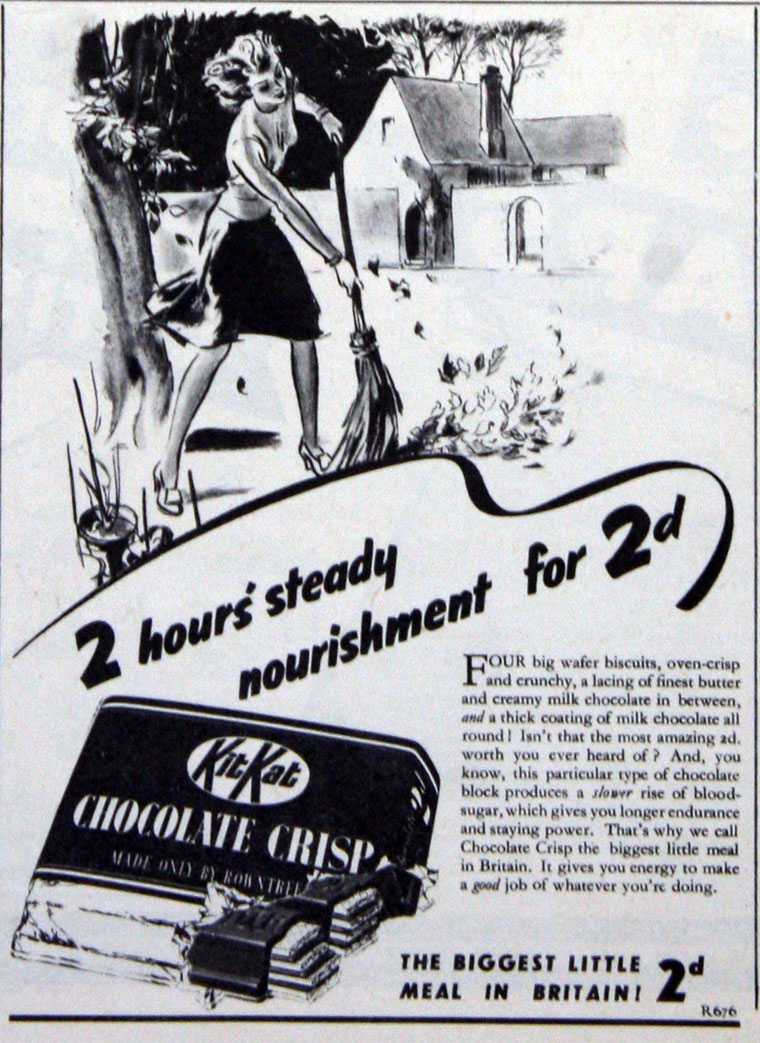 2 hours' steady
nourishment for 2d
FOUR big wafer biscuits, oven-crisp
and crunchy, a lacing of finest butter
and creamy milk chocolate in between,
and a thick coating of milk chocolate all
round! Isn't that the most amazing 2d.
worth you ever heard of? And, you
know, this particular type of chocolate
block produces a slower rise of blood-
sugar, which gives you longer endurance
and staying power. That's why we call
Chocolate Crisp the biggest little meal
in Britain. It gives you energy to make
a good job of whatever you're doing.
KitKat
CHOCOLATE CRISP
MADE ONLY BY ROWNTREE
THE BIGGEST LITTLE
MEAL IN BRITAIN! 2d
R676